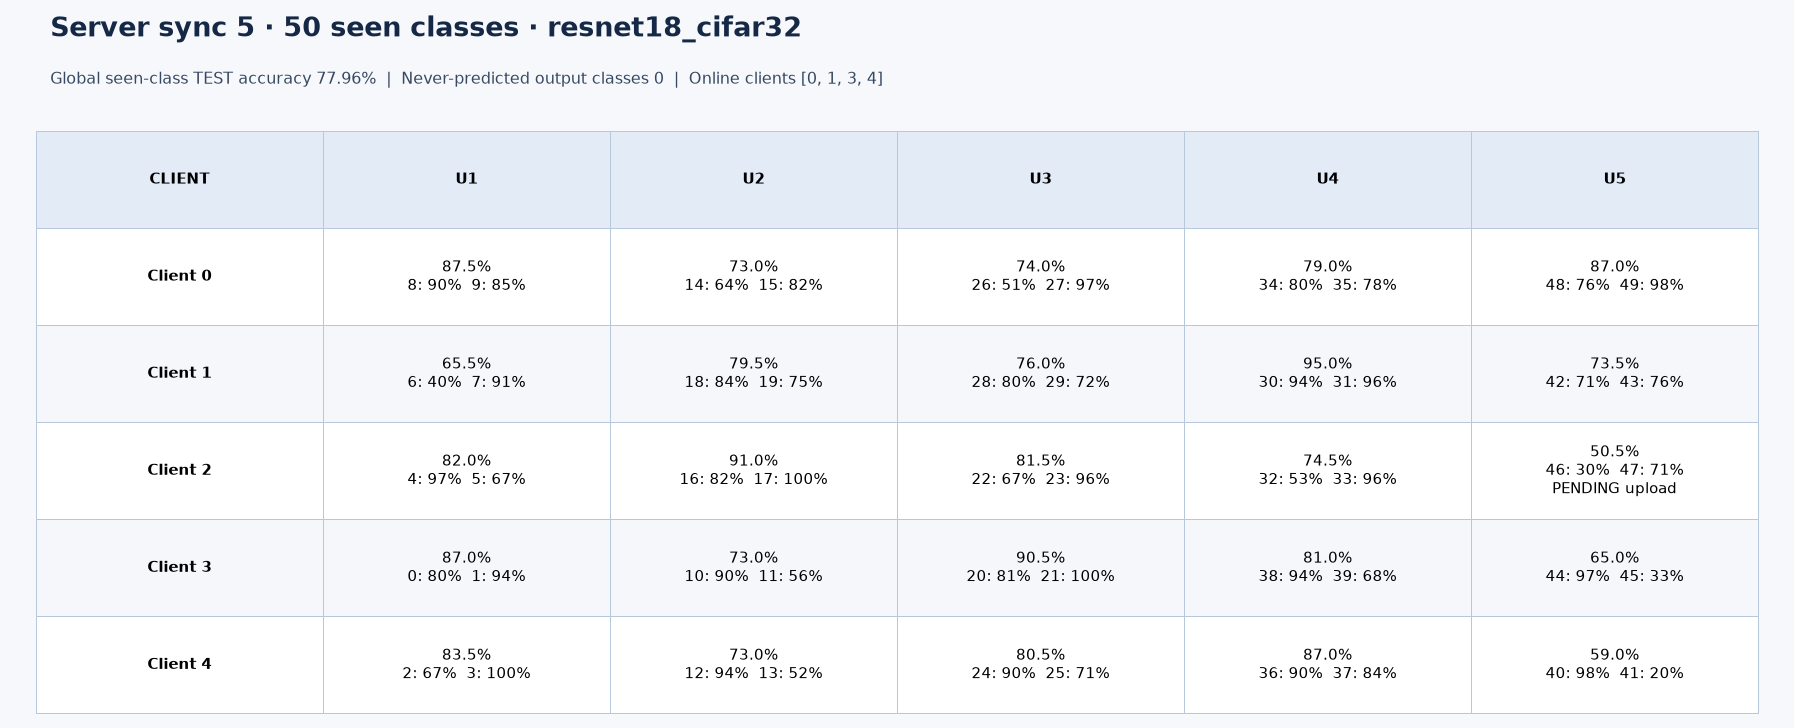 Server sync 5 · 50 seen classes · resnet18_cifar32
Global seen-class TEST accuracy 77.96% | Never-predicted output classes 0 | Online clients [0, 1, 3, 4]
CLIENT U1 U2 U3 U4 U5
Client 0
87.5%
8: 90% 9: 85%
73.0%
14: 64% 15: 82%
74.0%
26: 51% 27: 97%
79.0%
34: 80% 35: 78%
87.0%
48: 76% 49: 98%
Client 1
65.5%
6: 40% 7: 91%
79.5%
18: 84% 19: 75%
76.0%
28: 80% 29: 72%
95.0%
30: 94% 31: 96%
73.5%
42: 71% 43: 76%
Client 2
82.0%
4: 97% 5: 67%
91.0%
16: 82% 17: 100%
81.5%
22: 67% 23: 96%
74.5%
32: 53% 33: 96%
50.5%
46: 30% 47: 71%
PENDING upload
Client 3
87.0%
0: 80% 1: 94%
73.0%
10: 90% 11: 56%
90.5%
20: 81% 21: 100%
81.0%
38: 94% 39: 68%
65.0%
44: 97% 45: 33%
Client 4
83.5%
2: 67% 3: 100%
73.0%
12: 94% 13: 52%
80.5%
24: 90% 25: 71%
87.0%
36: 90% 37: 84%
59.0%
40: 98% 41: 20%